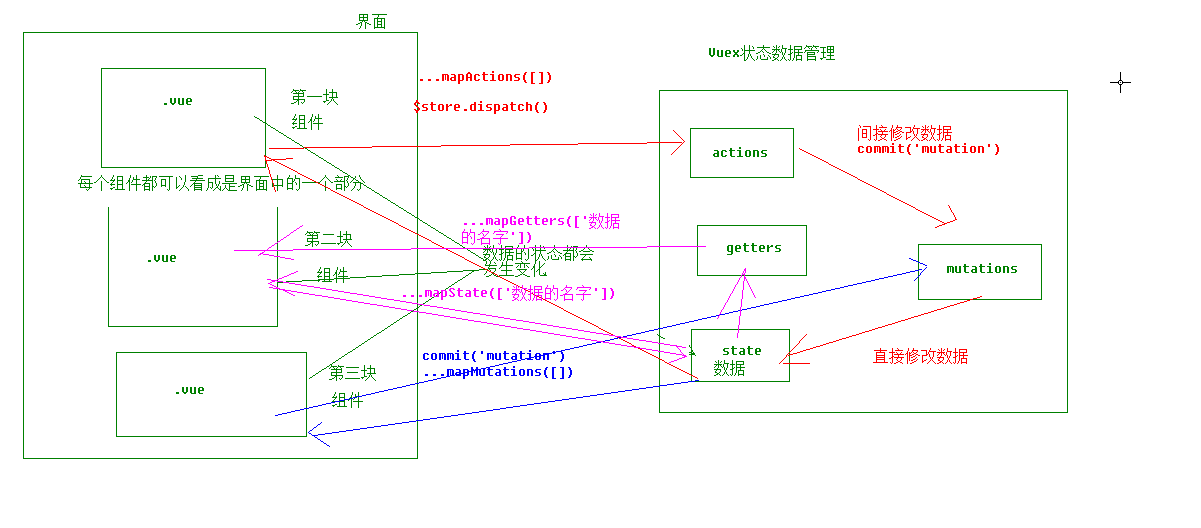 界面
Vuex状态数据管理
...mapActions([])
$store.dispatch()
.vue
第一块
组件
每个组件都可以看成是界面中的一个部分
.vue
第二块
组件
.vue
第三块
组件
...mapGetters(['数据
的名字'])
数据的状态都会
发生变化
...mapState(['数据的名字'])
commit('mutation')
...mapMutations([])
actions
间接修改数据
commit('mutation')
getters
mutations
state
数据
直接修改数据